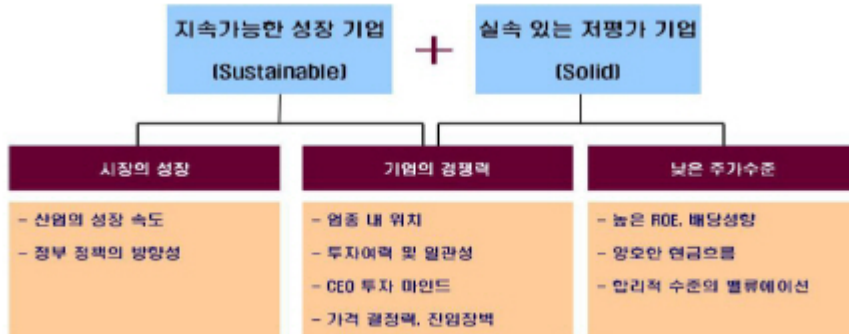 지속가능한 성장 기업
(Sustainable)
+
실속 있는 저평가 기업
(Solid)
시장의 성장
- 산업의 성장 속도
- 정부 정책의 방향성
기업의 경쟁력
- 업종 내 위치
- 투자여력 및 일관성
- CEO 투자 마인드
- 가격 결정력, 진입장벽
낮은 주가수준
- 높은 ROE, 배당성향
- 양호한 현금흐름
- 합리적 수준의 밸류에이션